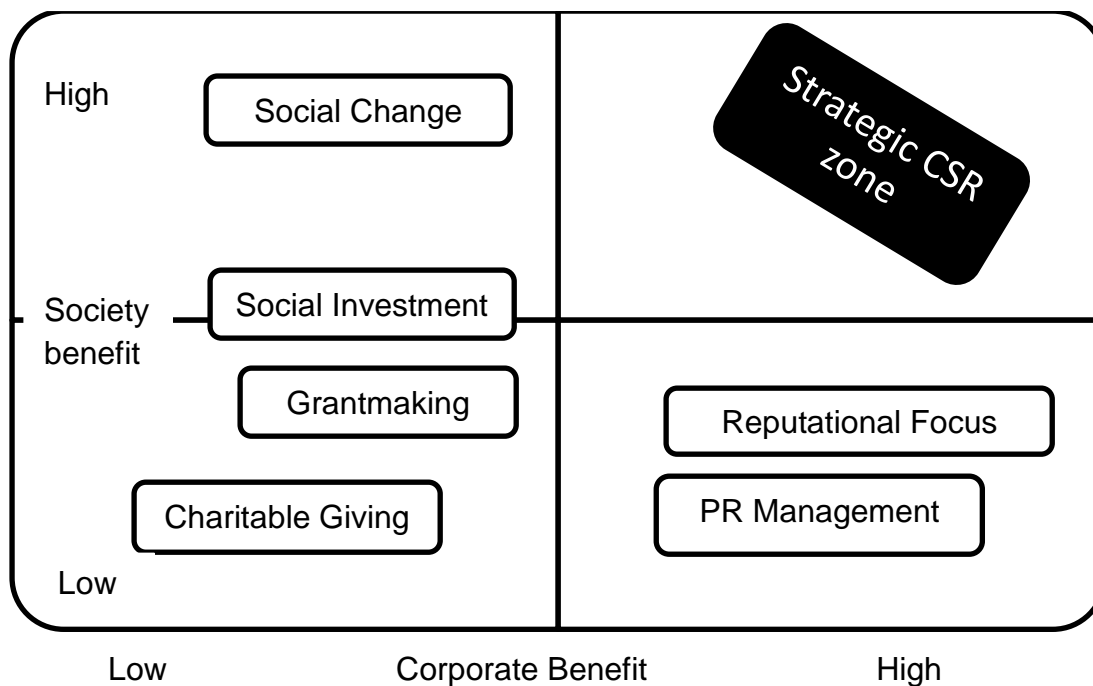 High
Social Change
Strategic CSR
zone
Society
benefit
Social Investment
Grantmaking
Reputational Focus
Charitable Giving
PR Management
Low
Low
Corporate Benefit
High